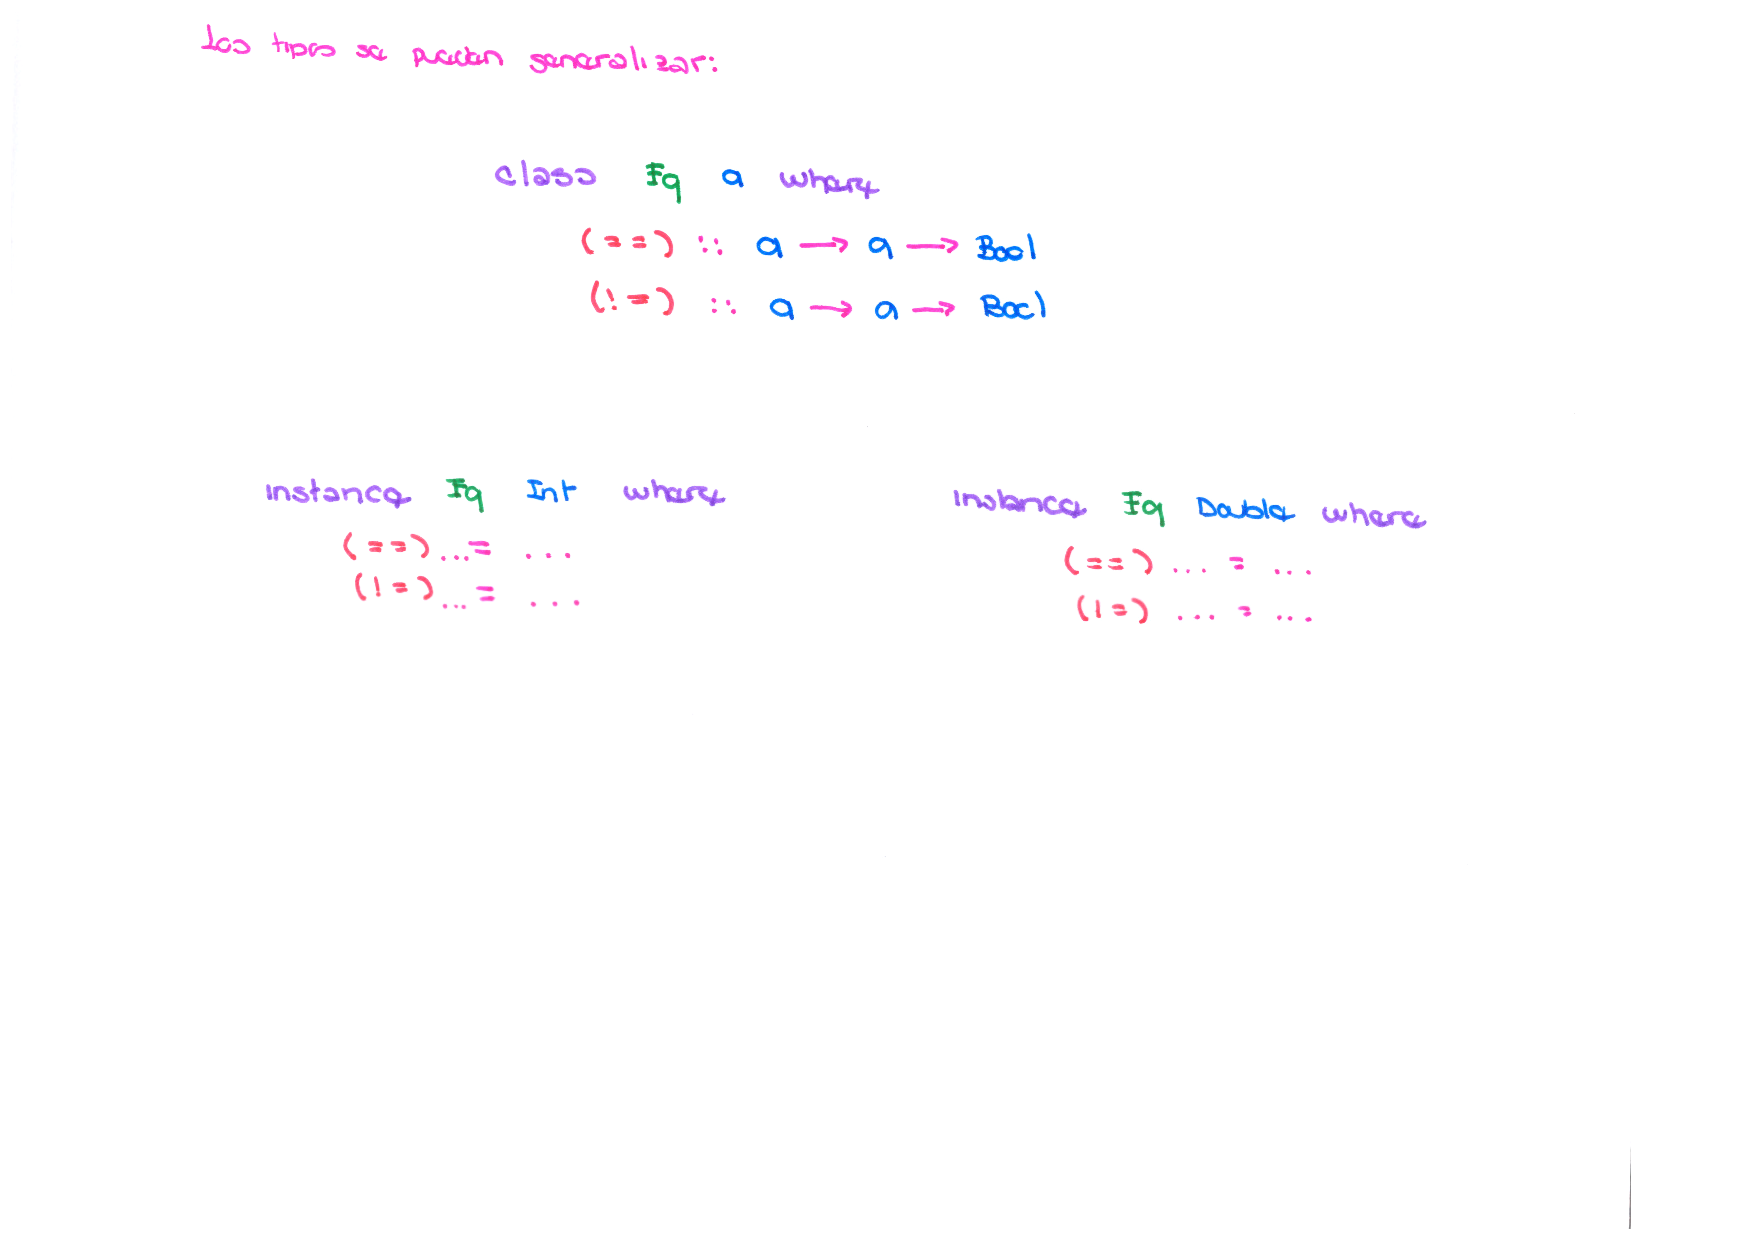 Los tipos se pueden generalizar:
class Eq a where
(==) :: a → a → Bool
(!=) :: a → a → Bool
instance Eq Int where
(==) ... = ...
(!=) ... = ...
instance Eq Double where
(==) ... = ...
(!=) ... = ...